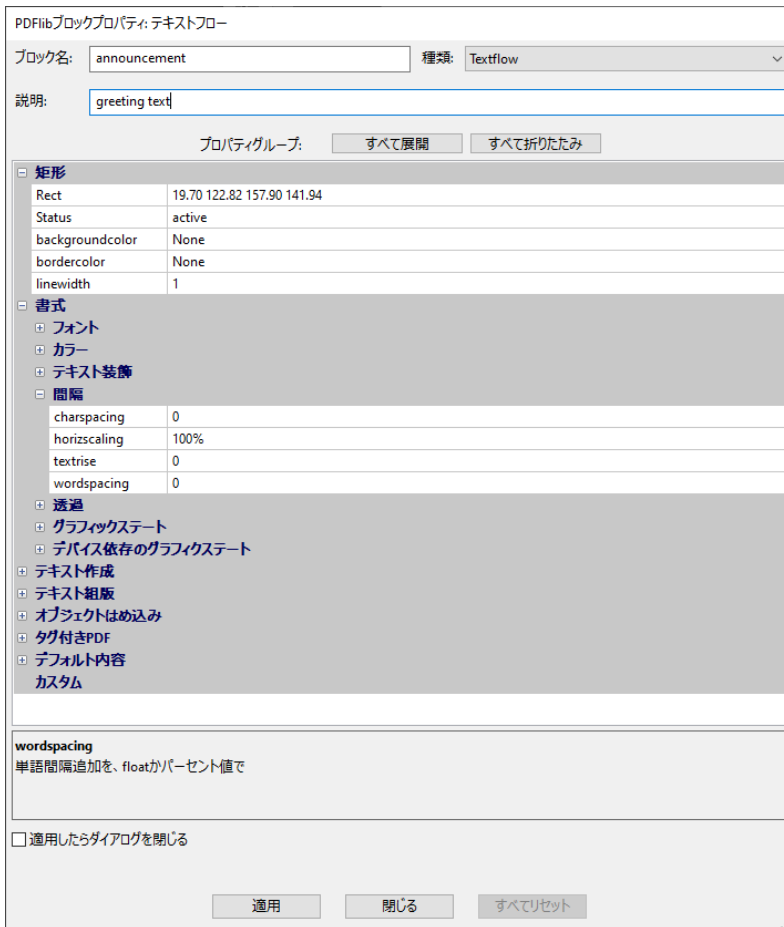 PDFlibブロックプロパティ: テキストフロー
ブロック名: announcement 種類: Textflow
説明: greeting text
プロパティグループ: すべて展開 すべて折りたたみ
矩形
Rect 19.70 122.82 157.90 141.94
Status active
backgroundcolor None
bordercolor None
linewidth 1
書式
フォント
カラー
テキスト装飾
間隔
charspacing 0
horizscaling 100%
textrise 0
wordspacing 0
透過
グラフィックステート
デバイス依存のグラフィクステート
テキスト作成
テキスト組版
オブジェクトはめ込み
タグ付きPDF
デフォルト内容
カスタム
wordspacing
単語間隔追加を、floatかパーセント値で
適用したらダイアログを閉じる
適用 閉じる すべてリセット